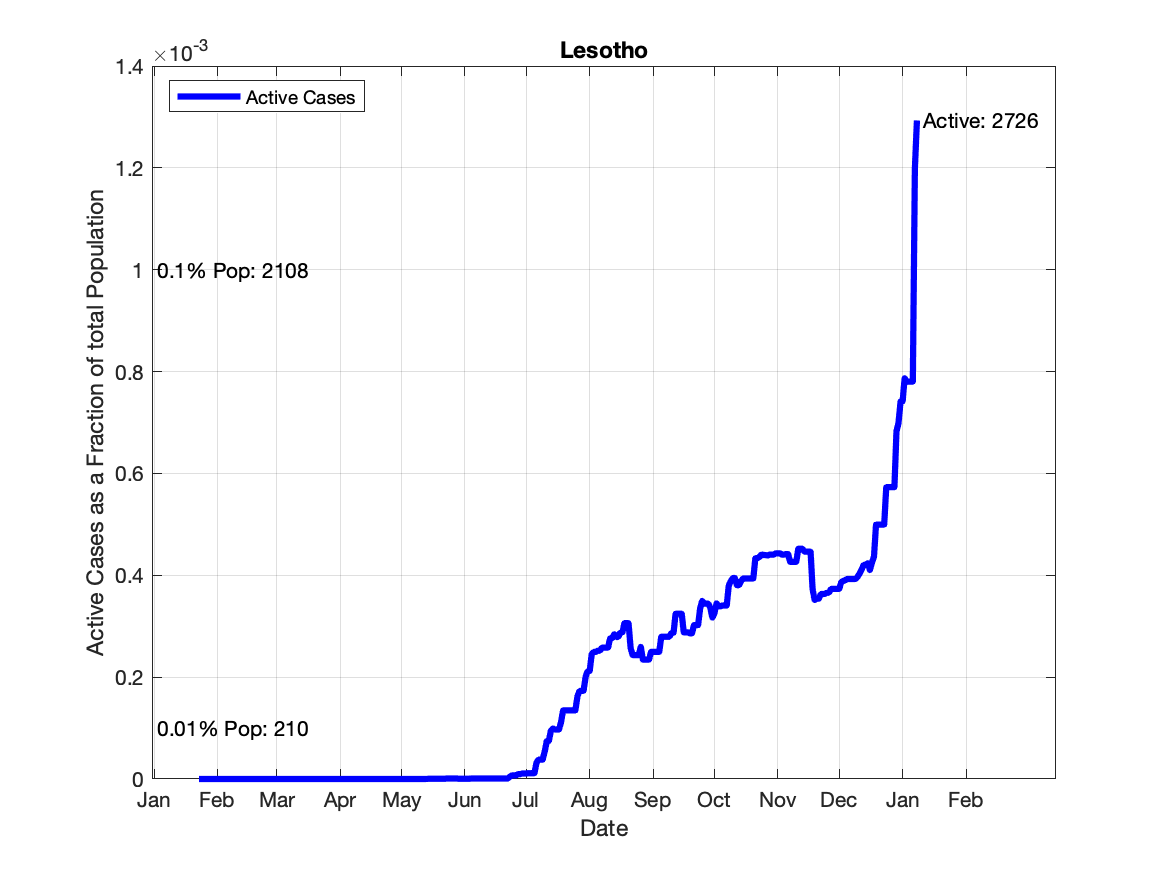 Lesotho
×10-3
1.4
1.2
1
0.8
0.6
0.4
0.2
0
Active Cases
Active: 2726
0.1% Pop: 2108
0.01% Pop: 210
Active Cases as a Fraction of total Population
Jan Feb Mar Apr May Jun Jul Aug Sep Oct Nov Dec Jan Feb
Date